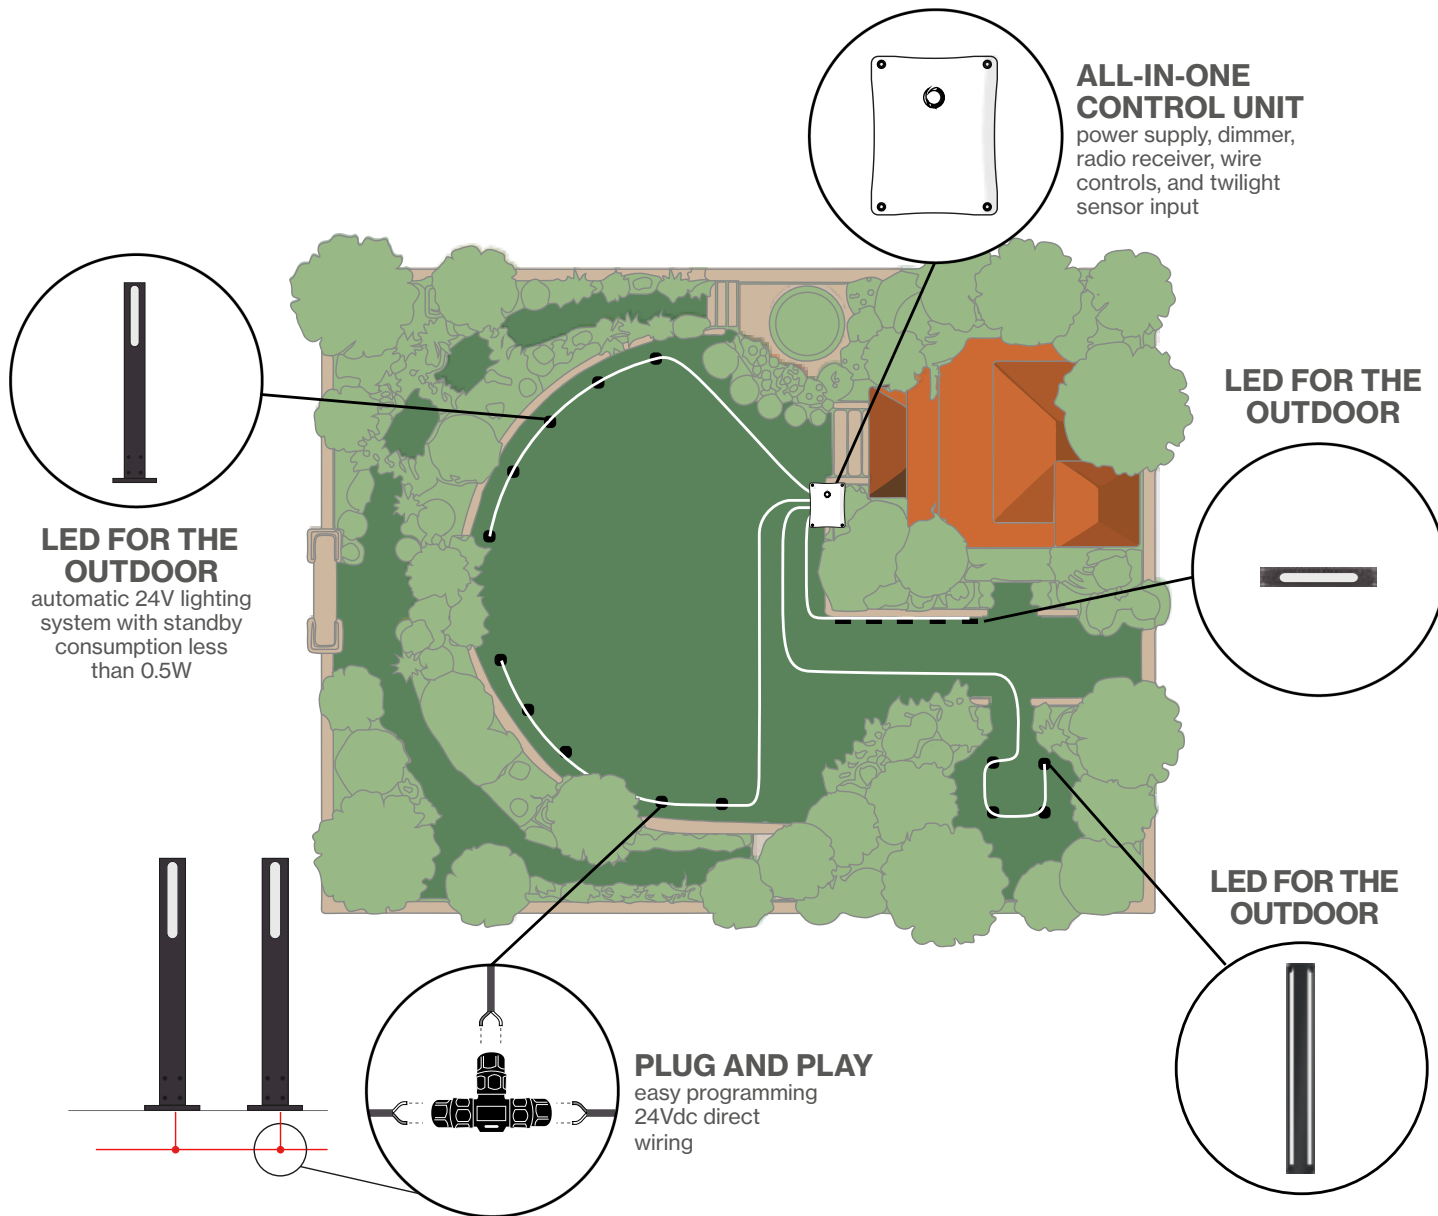 ALL-IN-ONE
CONTROL UNIT
power supply, dimmer,
radio receiver, wire
controls, and twilight
sensor input
LED FOR THE
OUTDOOR
LED FOR THE
OUTDOOR
automatic 24V lighting
system with standby
consumption less
than 0.5W
LED FOR THE
OUTDOOR
PLUG AND PLAY
easy programming
24Vdc direct
wiring